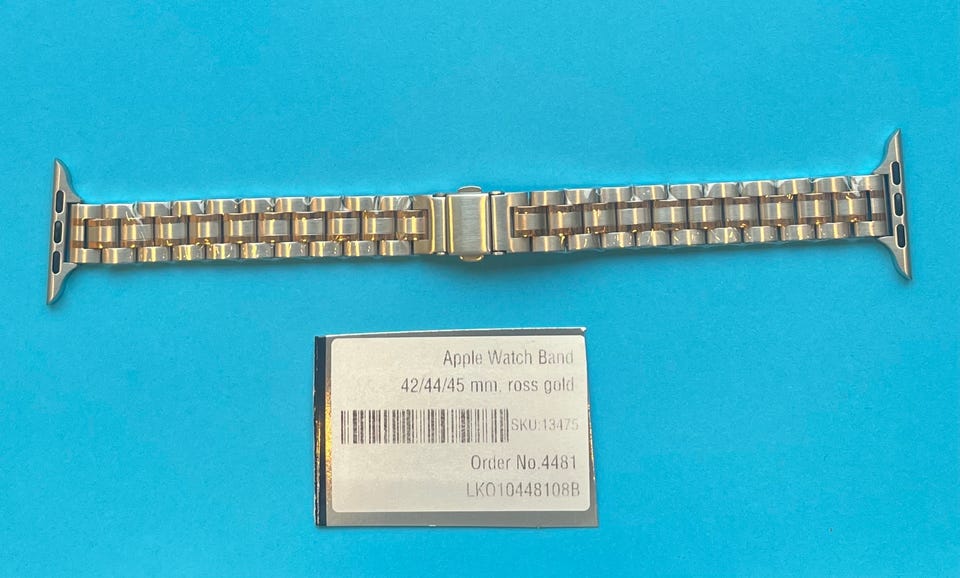 Apple Watch Band
42/44/45 mm, ross gold
SKU:13475
Order No.4481
LKO10448108B